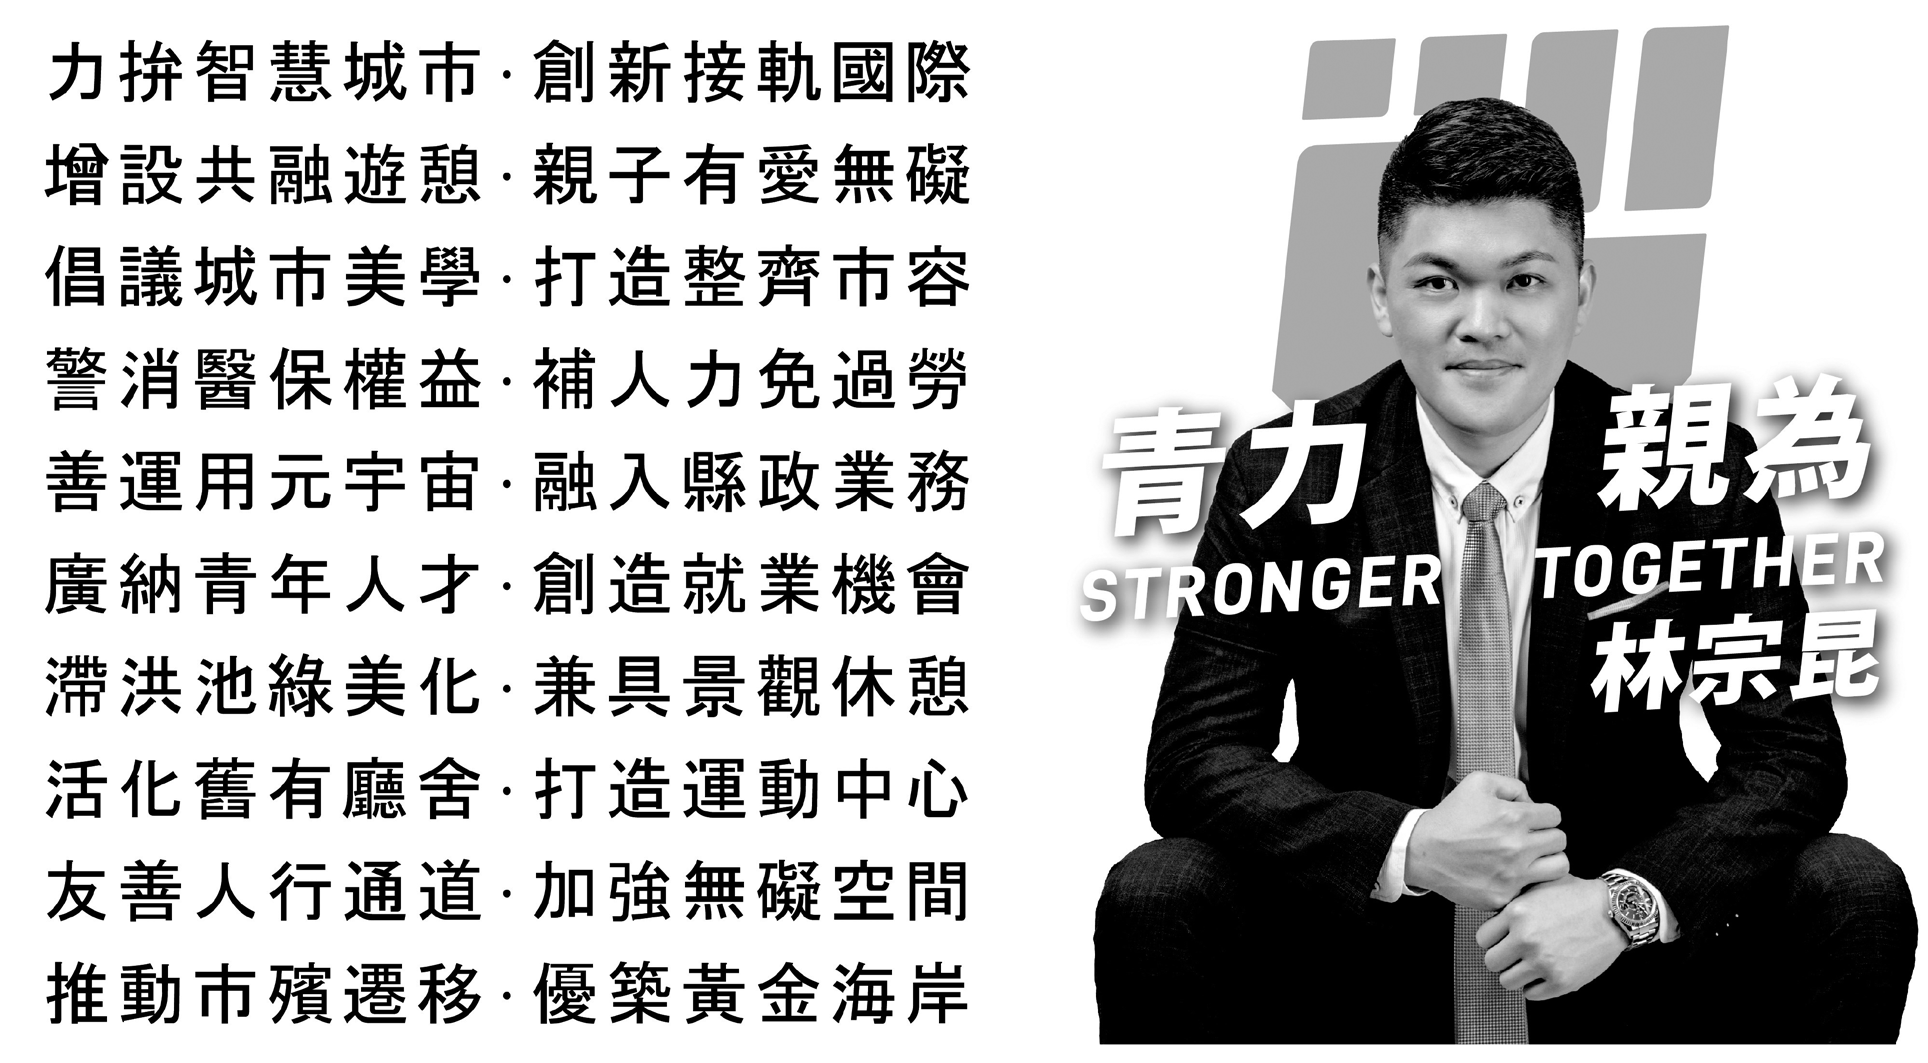 力拚智慧城市·創新接軌國際
增設共融遊憩·親子有愛無礙
倡議城市美學·打造整齊市容
警消醫保權益·補人力免過勞
善運用元宇宙·融入縣政業務
廣納青年人才·創造就業機會
滯洪池綠美化·兼具景觀休憩
活化舊有廳舍·打造運動中心
友善人行通道·加強無礙空間
推動市殯遷移·優築黃金海岸
青力親為
STRONGER TOGETHER
林宗昆